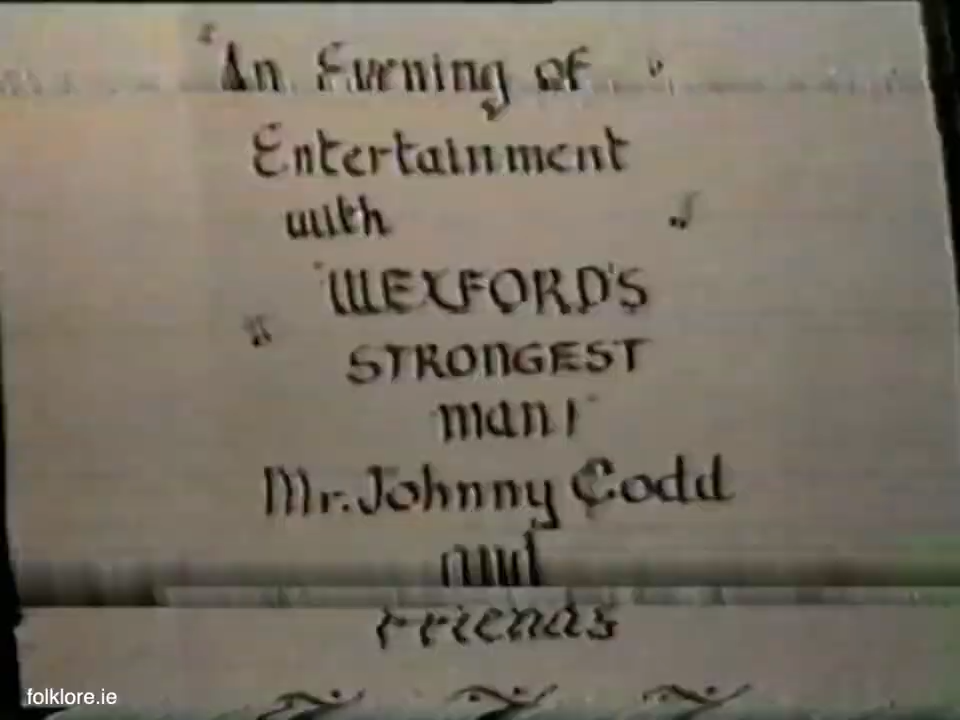 An Evening of
Entertainment
with
"WEXFORD'S
STRONGEST
man!"
Mr. Johnny Codd
and
Friends
folklore.ie